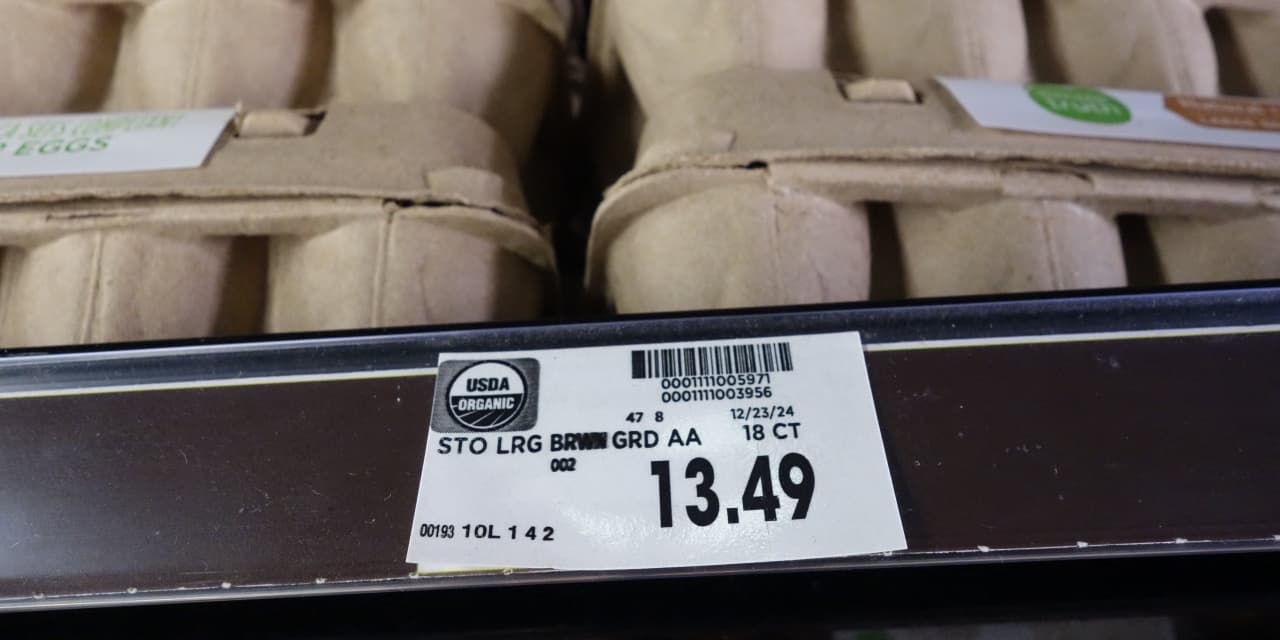 EGGS
truth
USDA
ORGANIC
0001111005971
0001111003956
47 8 12/23/24
STO LRG BRWN GRD AA 18 CT
002
13.49
00193 10L 1 4 2